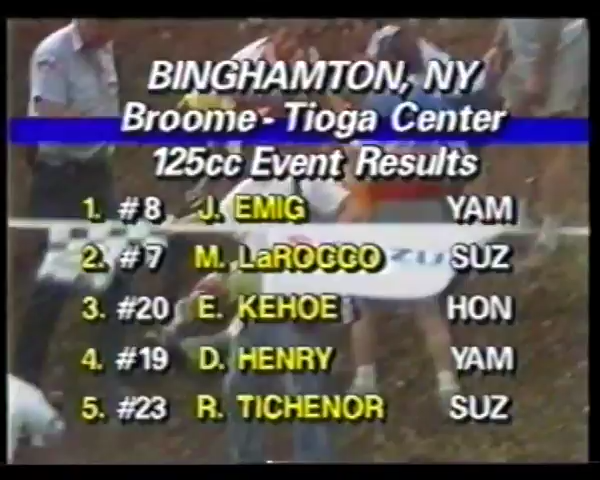 BINGHAMTON, NY
Broome - Tioga Center
125cc Event Results
1. #8 J. EMIG YAM
2. #7 M. LaROCCO SUZ
3. #20 E. KEHOE HON
4. #19 D. HENRY YAM
5. #23 R. TICHENOR SUZ